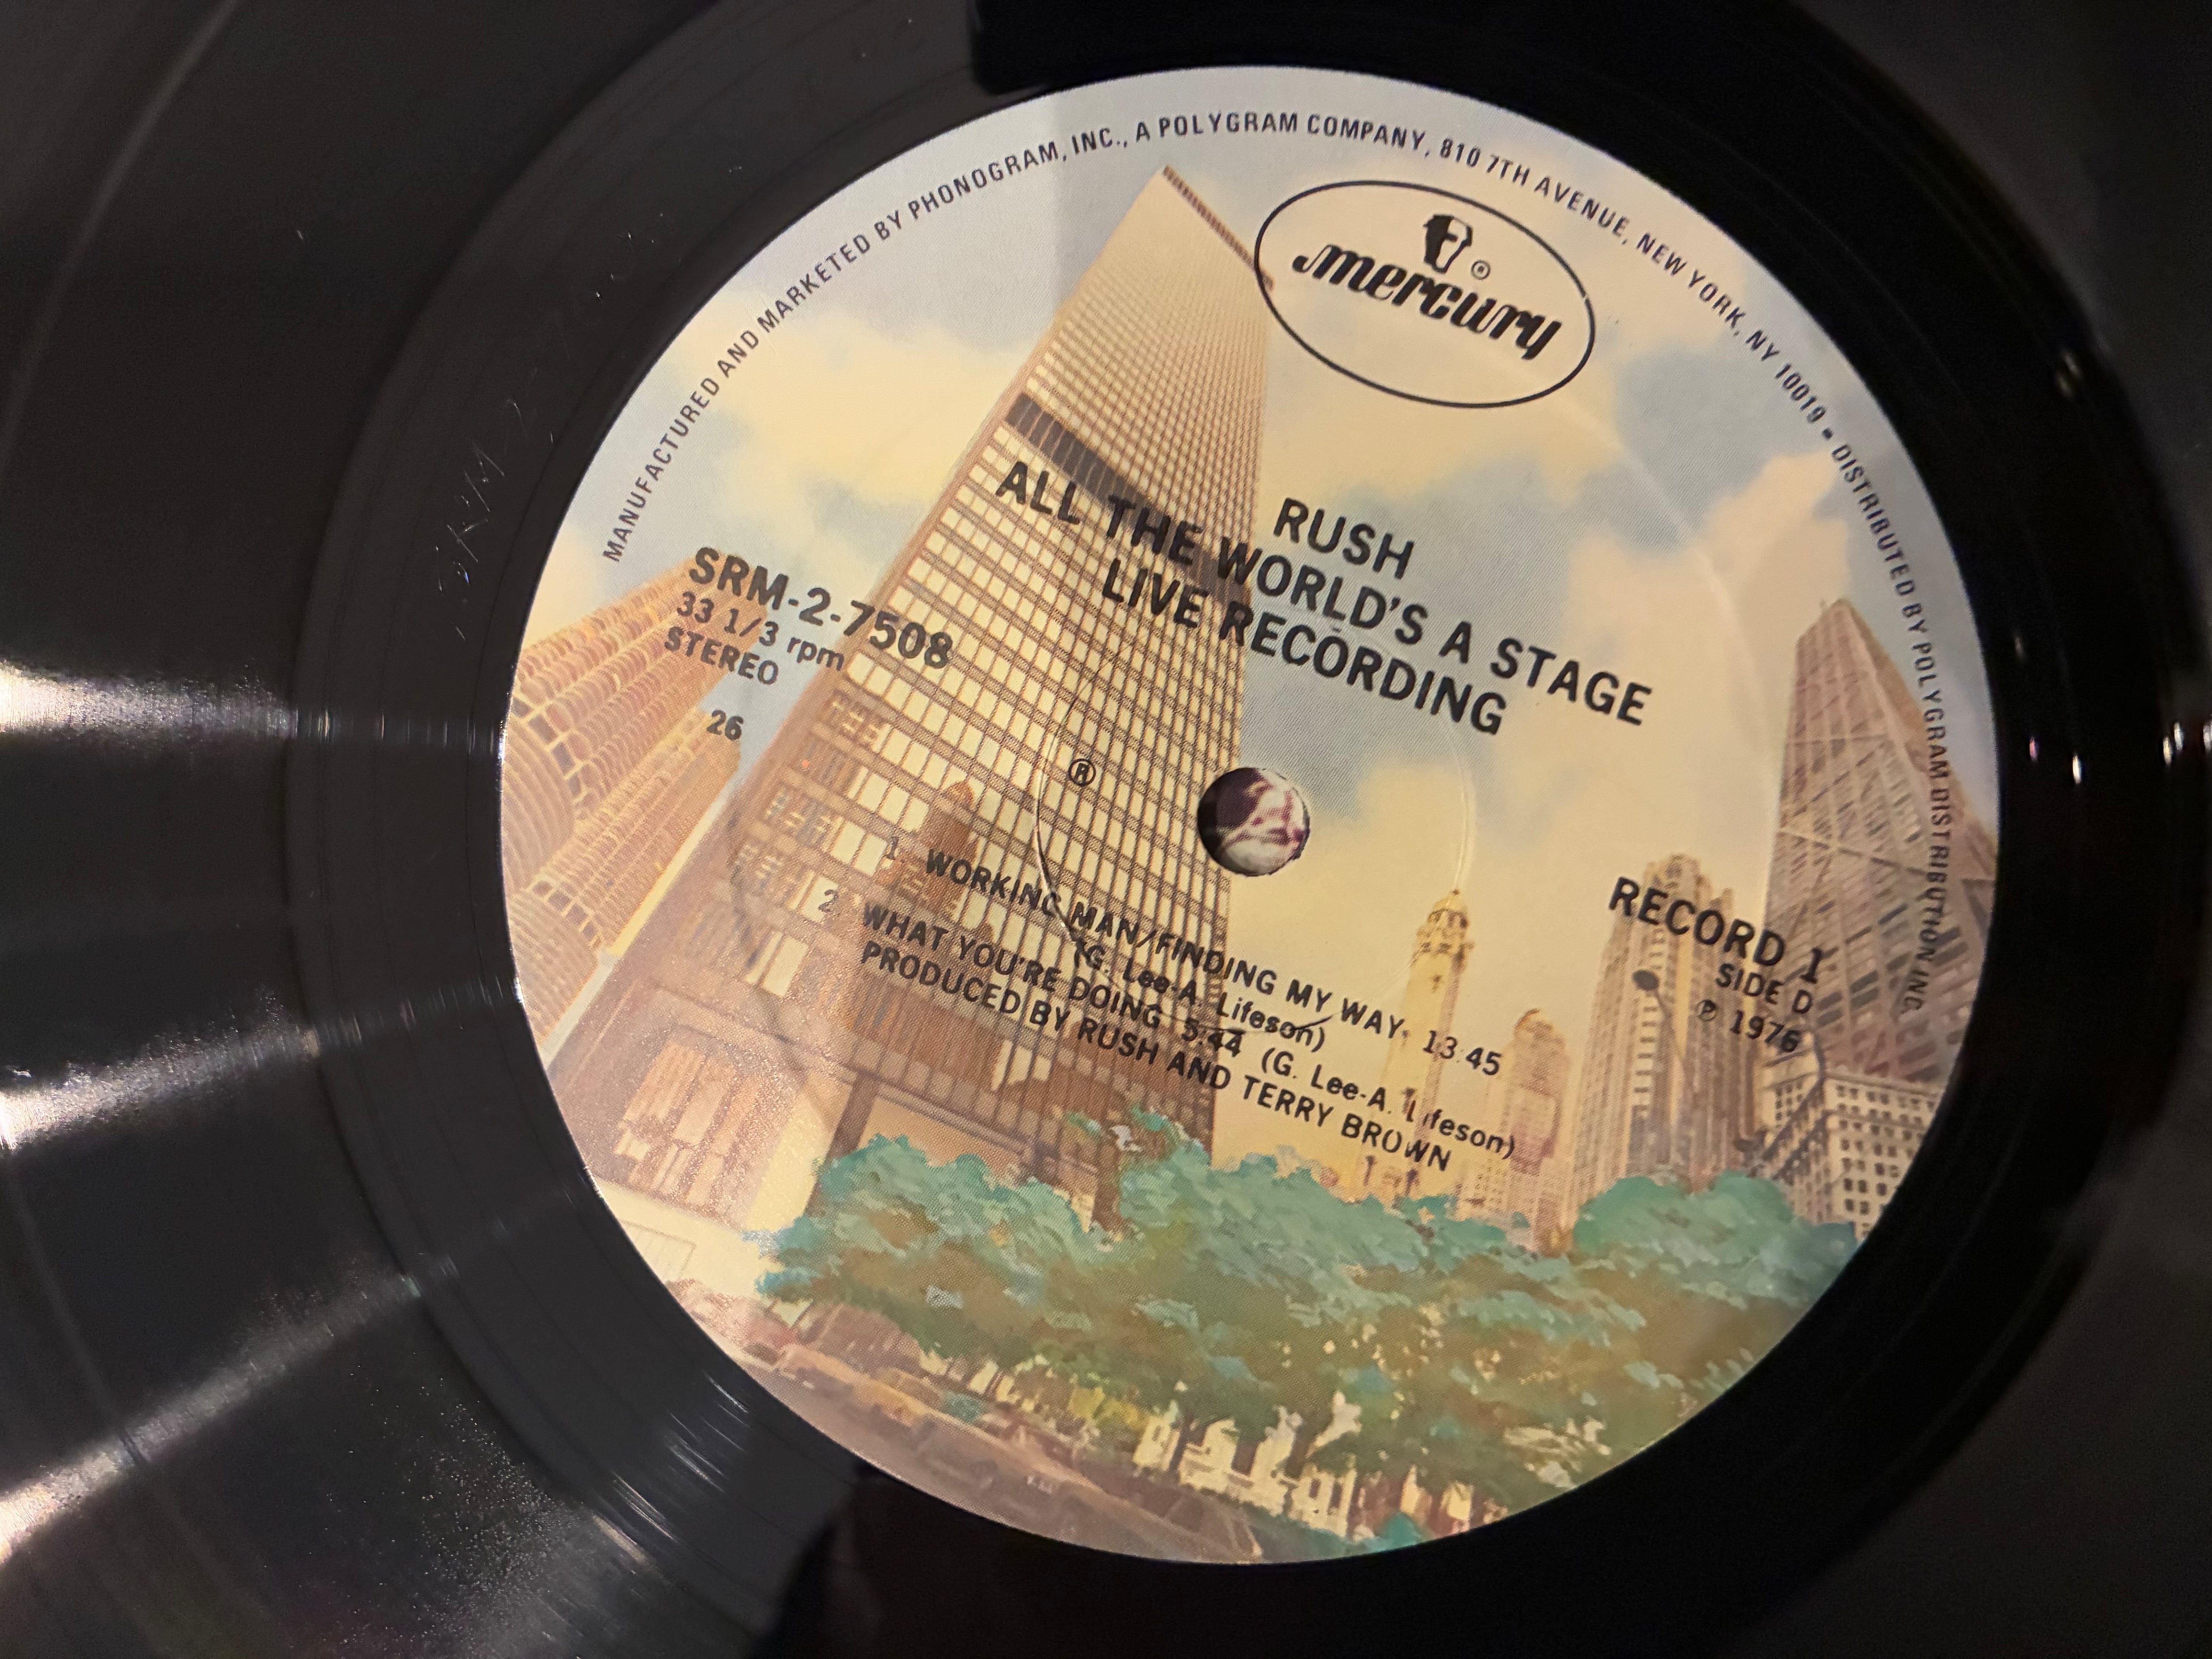 MANUFACTURED AND MARKETED BY PHONOGRAM, INC., A POLYGRAM COMPANY, 810 7TH AVENUE, NEW YORK, NY 10019 • DISTRIBUTED BY POLYGRAM DISTRIBUTION INC.
mercury ®
RUSH
ALL THE WORLD'S A STAGE
LIVE RECORDING
SRM-2-7508
33 1/3 rpm
STEREO
26
®
RECORD 1
SIDE D
℗ 1976
1 WORKING MAN/FINDING MY WAY 13:45
(G. Lee-A. Lifeson)
2 WHAT YOU'RE DOING 5:44 (G. Lee-A. Lifeson)
PRODUCED BY RUSH AND TERRY BROWN
SRM 2